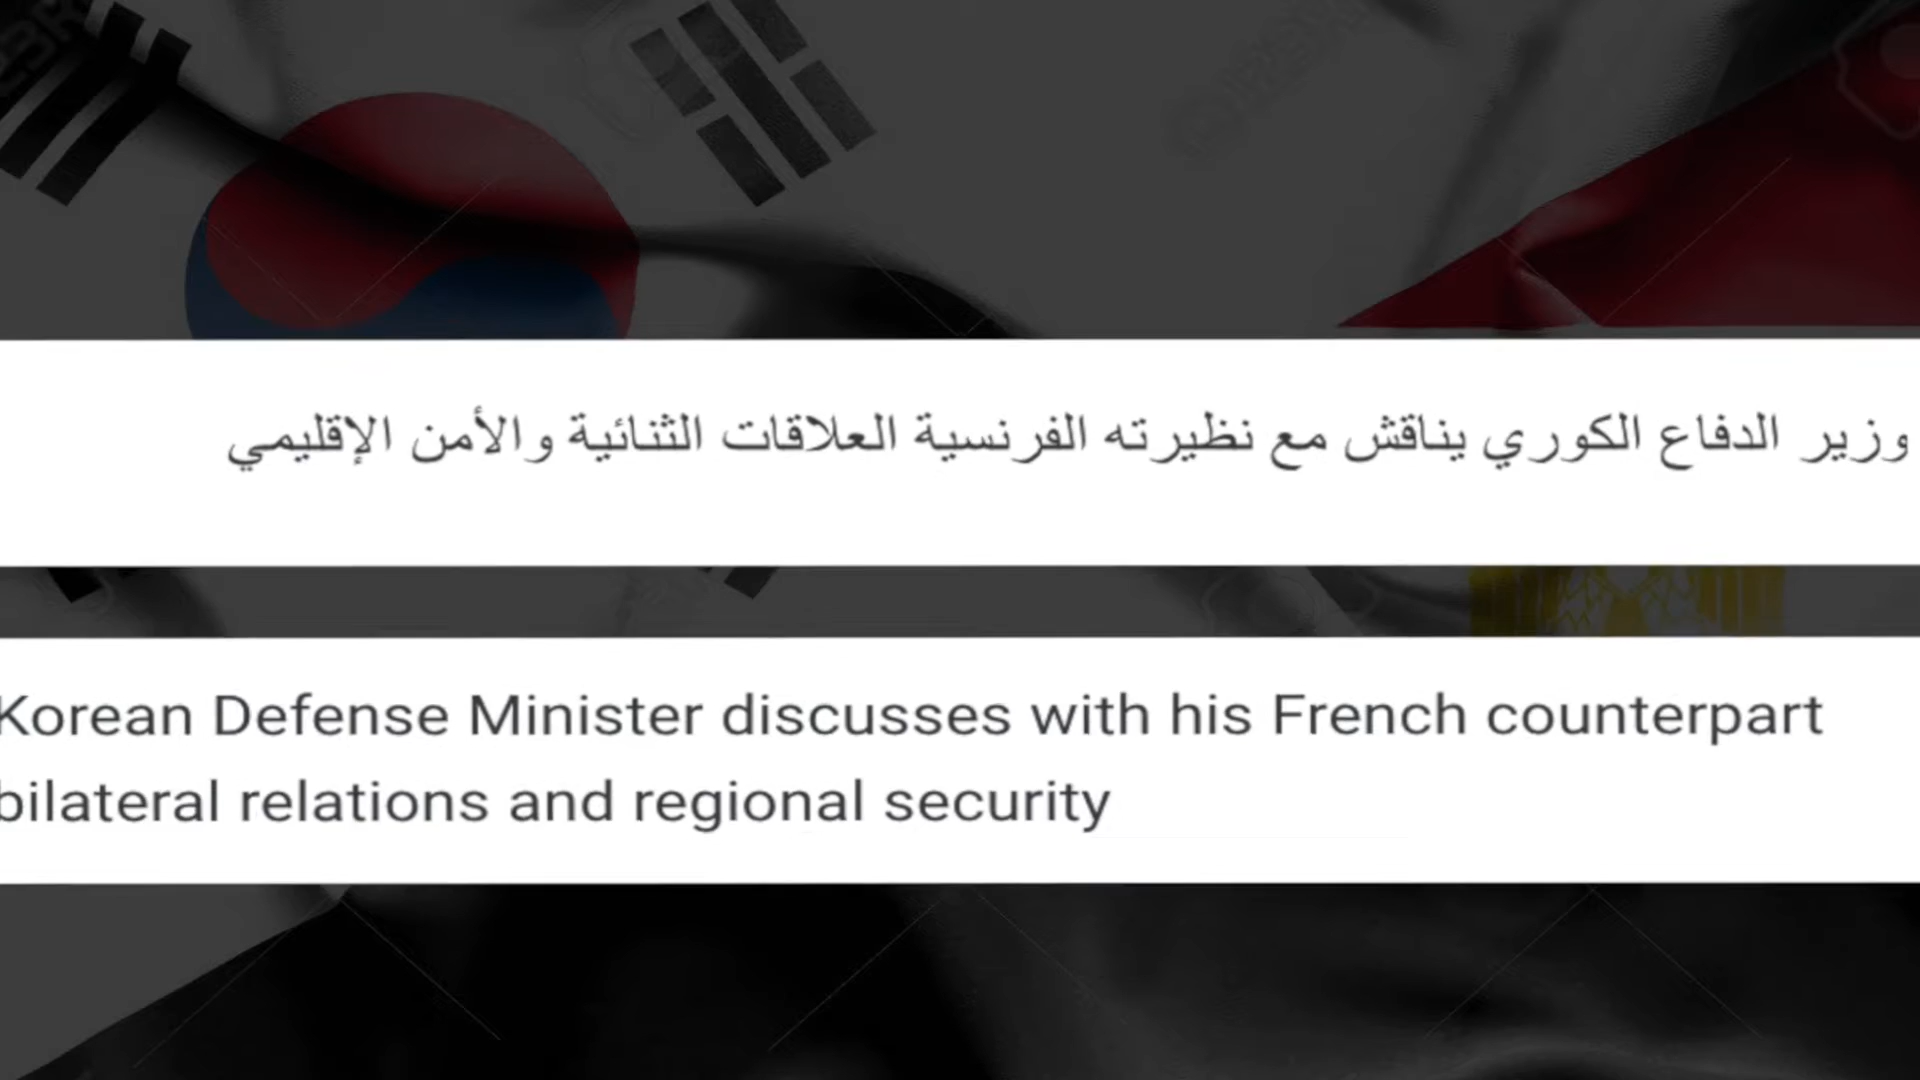 وزير الدفاع الكوري يناقش مع نظيرته الفرنسية العلاقات الثنائية والأمن الإقليمي
Korean Defense Minister discusses with his French counterpart
bilateral relations and regional security